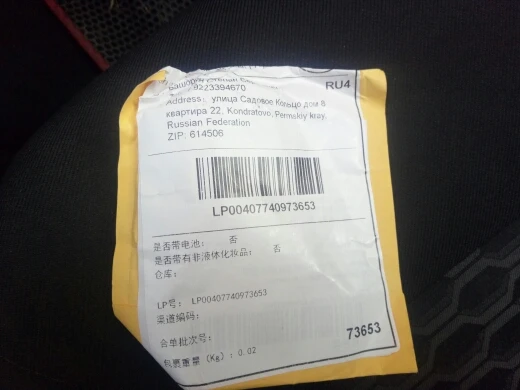 RU4
9223394670
Address: улица Садовое Кольцо дом 8
квартира 22, Kondratovo, Permskiy kray,
Russian Federation
ZIP: 614506
LP00407740973653
是否带电池： 否
是否带有非液体化妆品： 否
仓库：
LP号： LP00407740973653
渠道编码：
合单批次号：
73653
包裹重量（Kg）：0.02